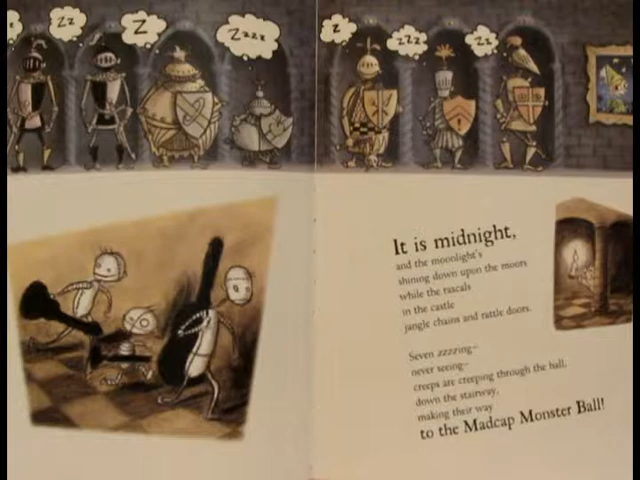 z
Zz
Z
Zzzz
z
zzz
Zz
It is midnight,
and the moonlight's
shining down upon the moors
while the rascals
in the castle
jangle chains and rattle doors.
Seven zzzzing–
never seeing–
creeps are creeping through the hall,
down the stairway,
making their way
to the Madcap Monster Ball!